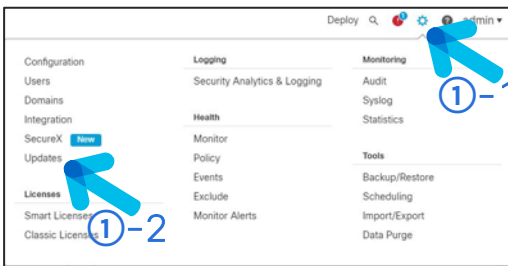 Deploy 1 ? admin ▾
Configuration
Users
Domains
Integration
SecureX New
Updates
Licenses
Smart Licenses
Classic Licenses
Logging
Security Analytics & Logging
Health
Monitor
Policy
Events
Exclude
Monitor Alerts
Monitoring
Audit
Syslog
Statistics
Tools
Backup/Restore
Scheduling
Import/Export
Data Purge
①-1
①-2